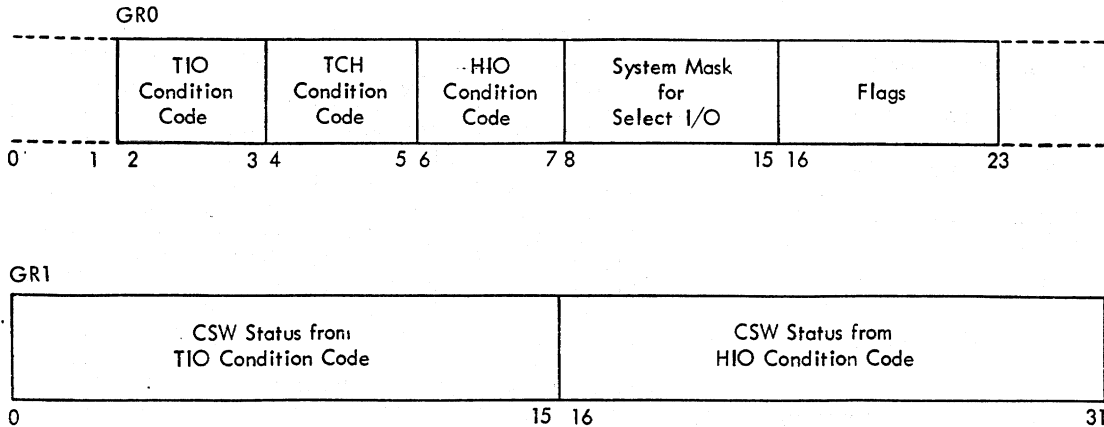 GR0
TIO
Condition
Code
TCH
Condition
Code
HIO
Condition
Code
System Mask
for
Select I/O
Flags
0 1 2 3 4 5 6 7 8 15 16 23
GR1
CSW Status from
TIO Condition Code
CSW Status from
HIO Condition Code
0 15 16 31